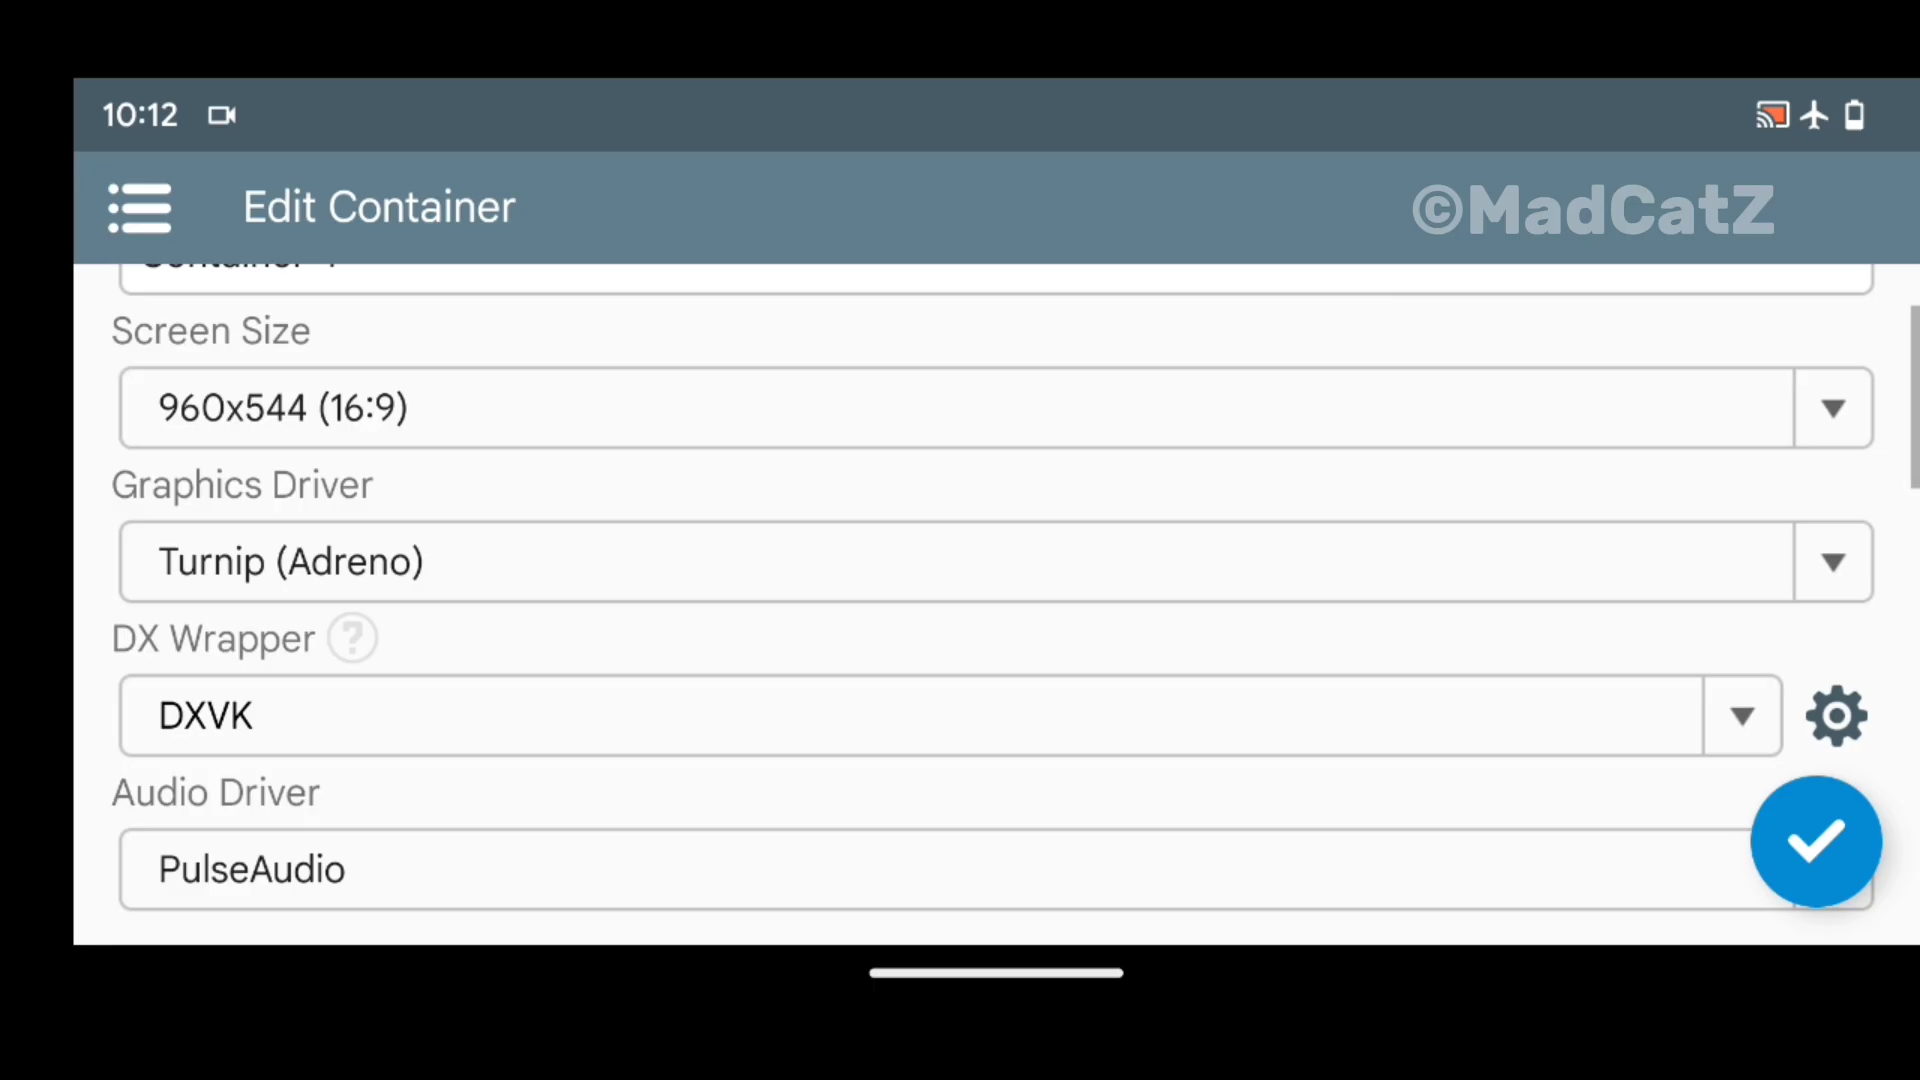 10:12
Edit Container
©MadCatZ
Screen Size
960x544 (16:9)
Graphics Driver
Turnip (Adreno)
DX Wrapper ?
DXVK
Audio Driver
PulseAudio